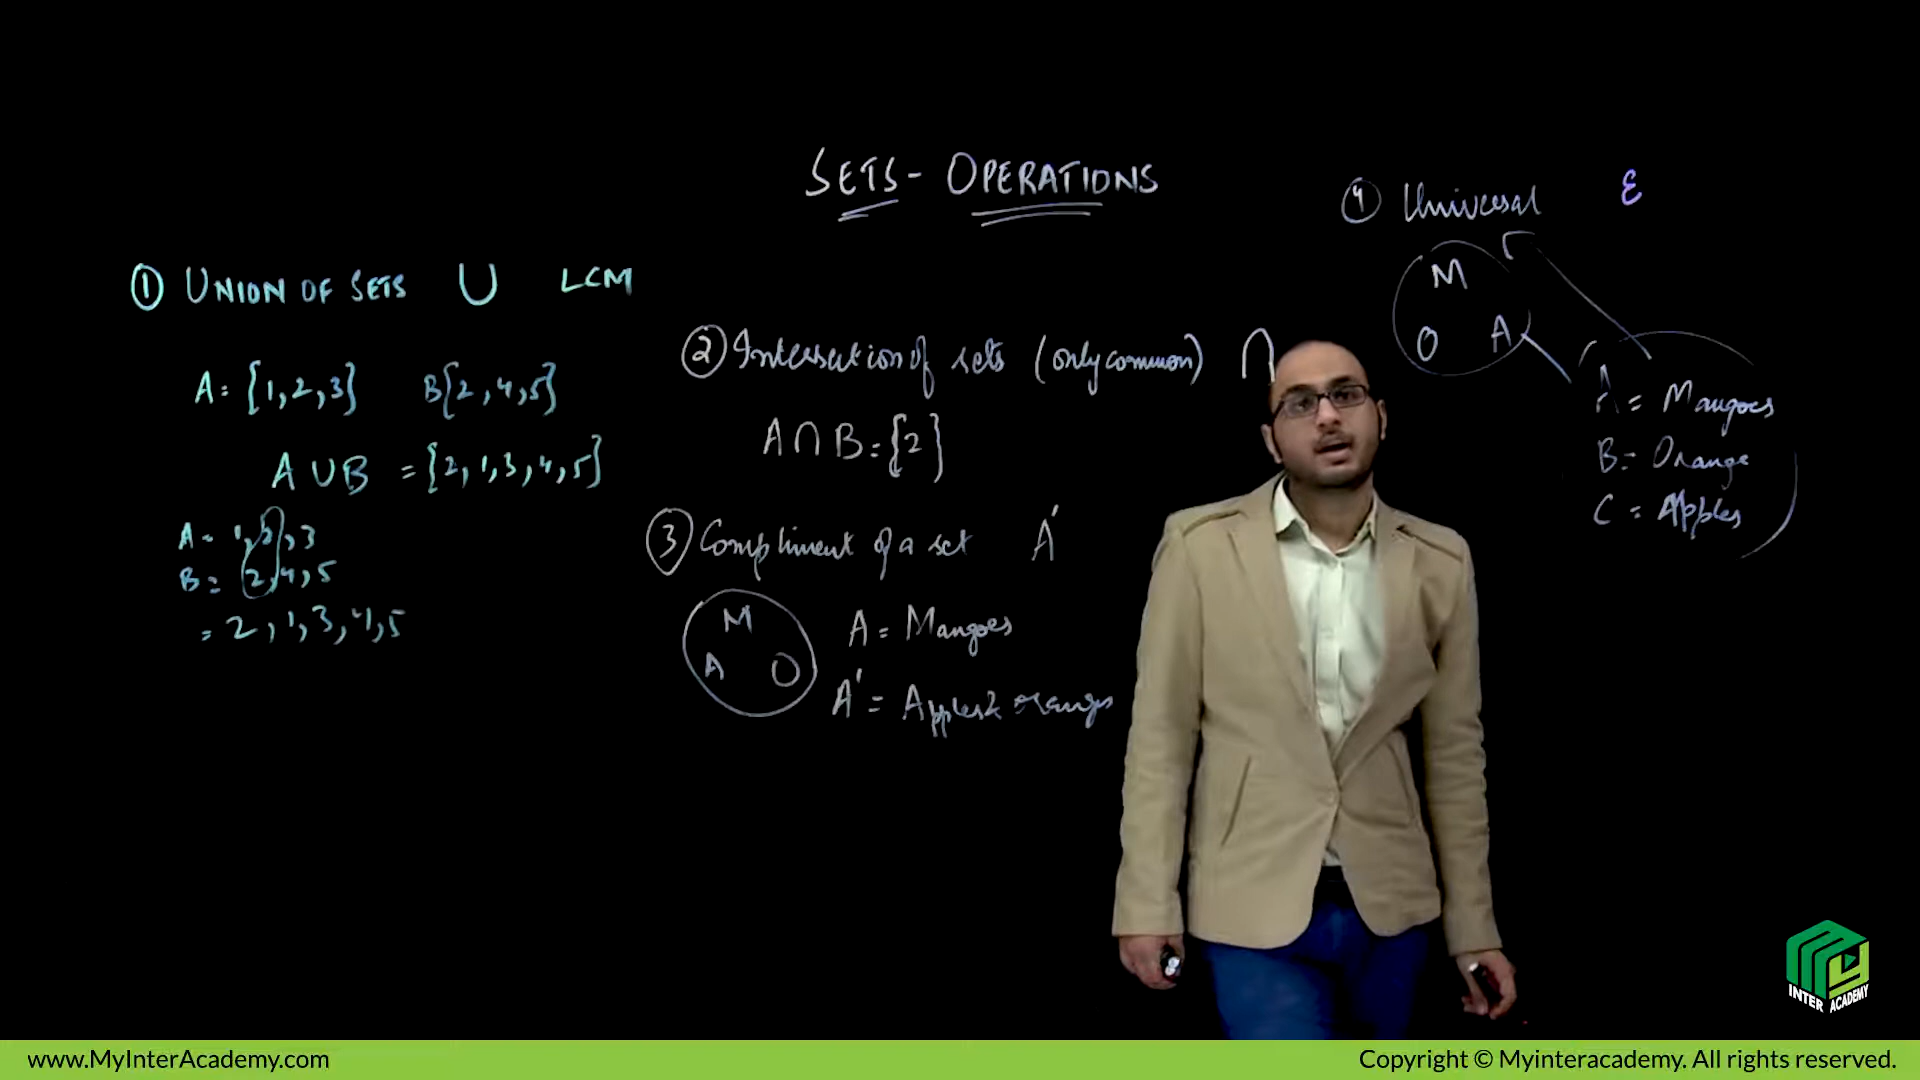 SETS - OPERATIONS
① UNION OF SETS ∪ LCM
A = {1, 2, 3} B{2, 4, 5}
A ∪ B = {2, 1, 3, 4, 5}
A = 1, 2, 3
B = 2, 4, 5
= 2, 1, 3, 4, 5
② Intersection of sets (only common) ∩
A ∩ B = {2}
③ Compliment of a set A'
M
A O
A = Mangoes
A' = Apples & oranges
④ Universal ε
M
O A
A = Mangoes
B = Orange
C = Apples
INTER ACADEMY
www.MyInterAcademy.com
Copyright © Myinteracademy. All rights reserved.